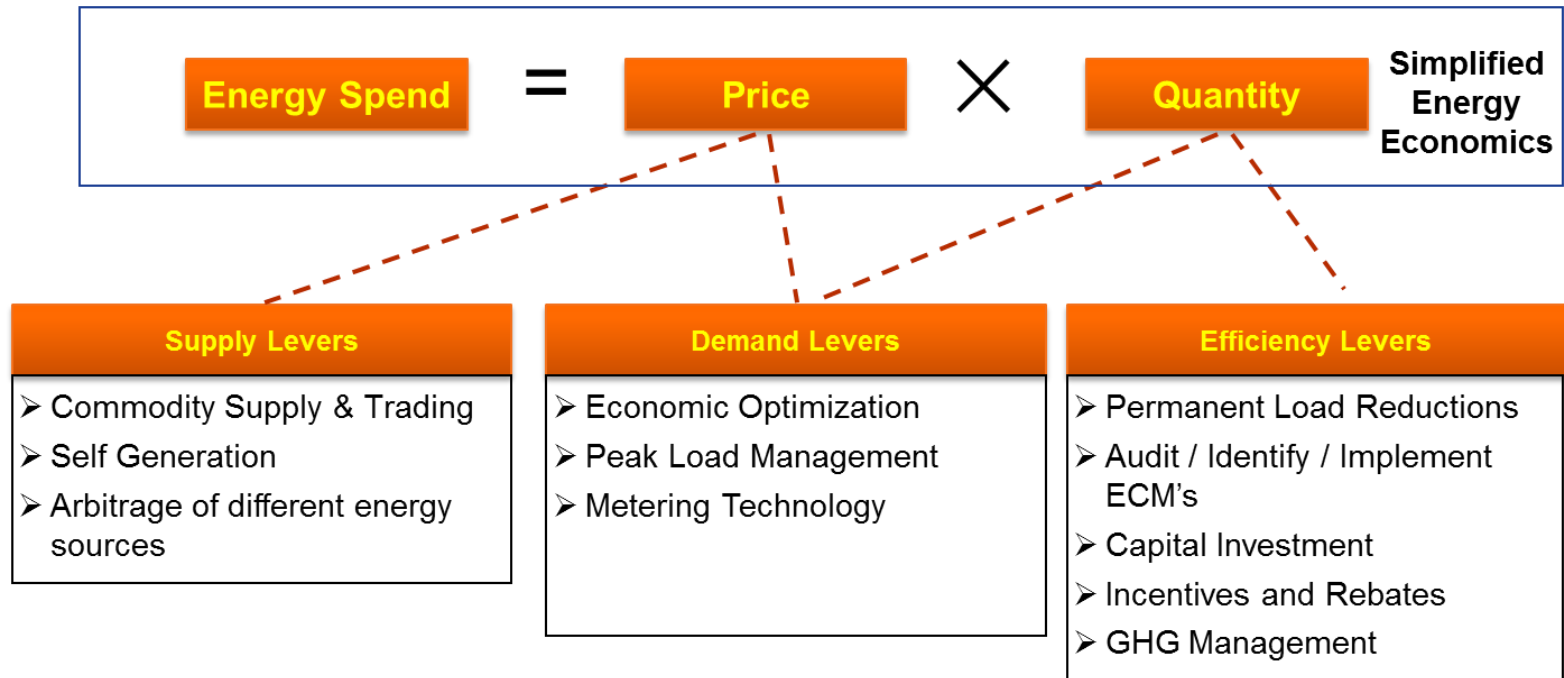 Energy Spend = Price × Quantity
Simplified
Energy
Economics
Supply Levers
➢ Commodity Supply & Trading
➢ Self Generation
➢ Arbitrage of different energy
sources
Demand Levers
➢ Economic Optimization
➢ Peak Load Management
➢ Metering Technology
Efficiency Levers
➢ Permanent Load Reductions
➢ Audit / Identify / Implement
ECM's
➢ Capital Investment
➢ Incentives and Rebates
➢ GHG Management